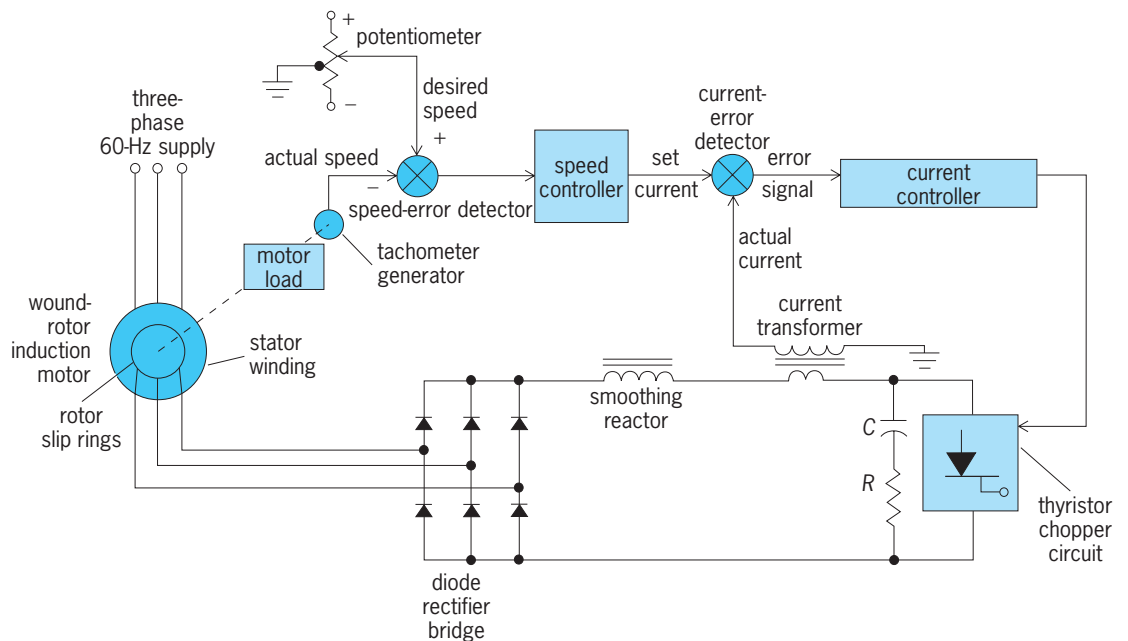 +
potentiometer
−
desired
speed
+
three-
phase
60-Hz supply
actual speed
−
speed-error detector
speed
controller
set
current
current-
error
detector
error
signal
current
controller
tachometer
generator
motor
load
actual
current
wound-
rotor
induction
motor
stator
winding
rotor
slip rings
current
transformer
smoothing
reactor
C
R
thyristor
chopper
circuit
diode
rectifier
bridge